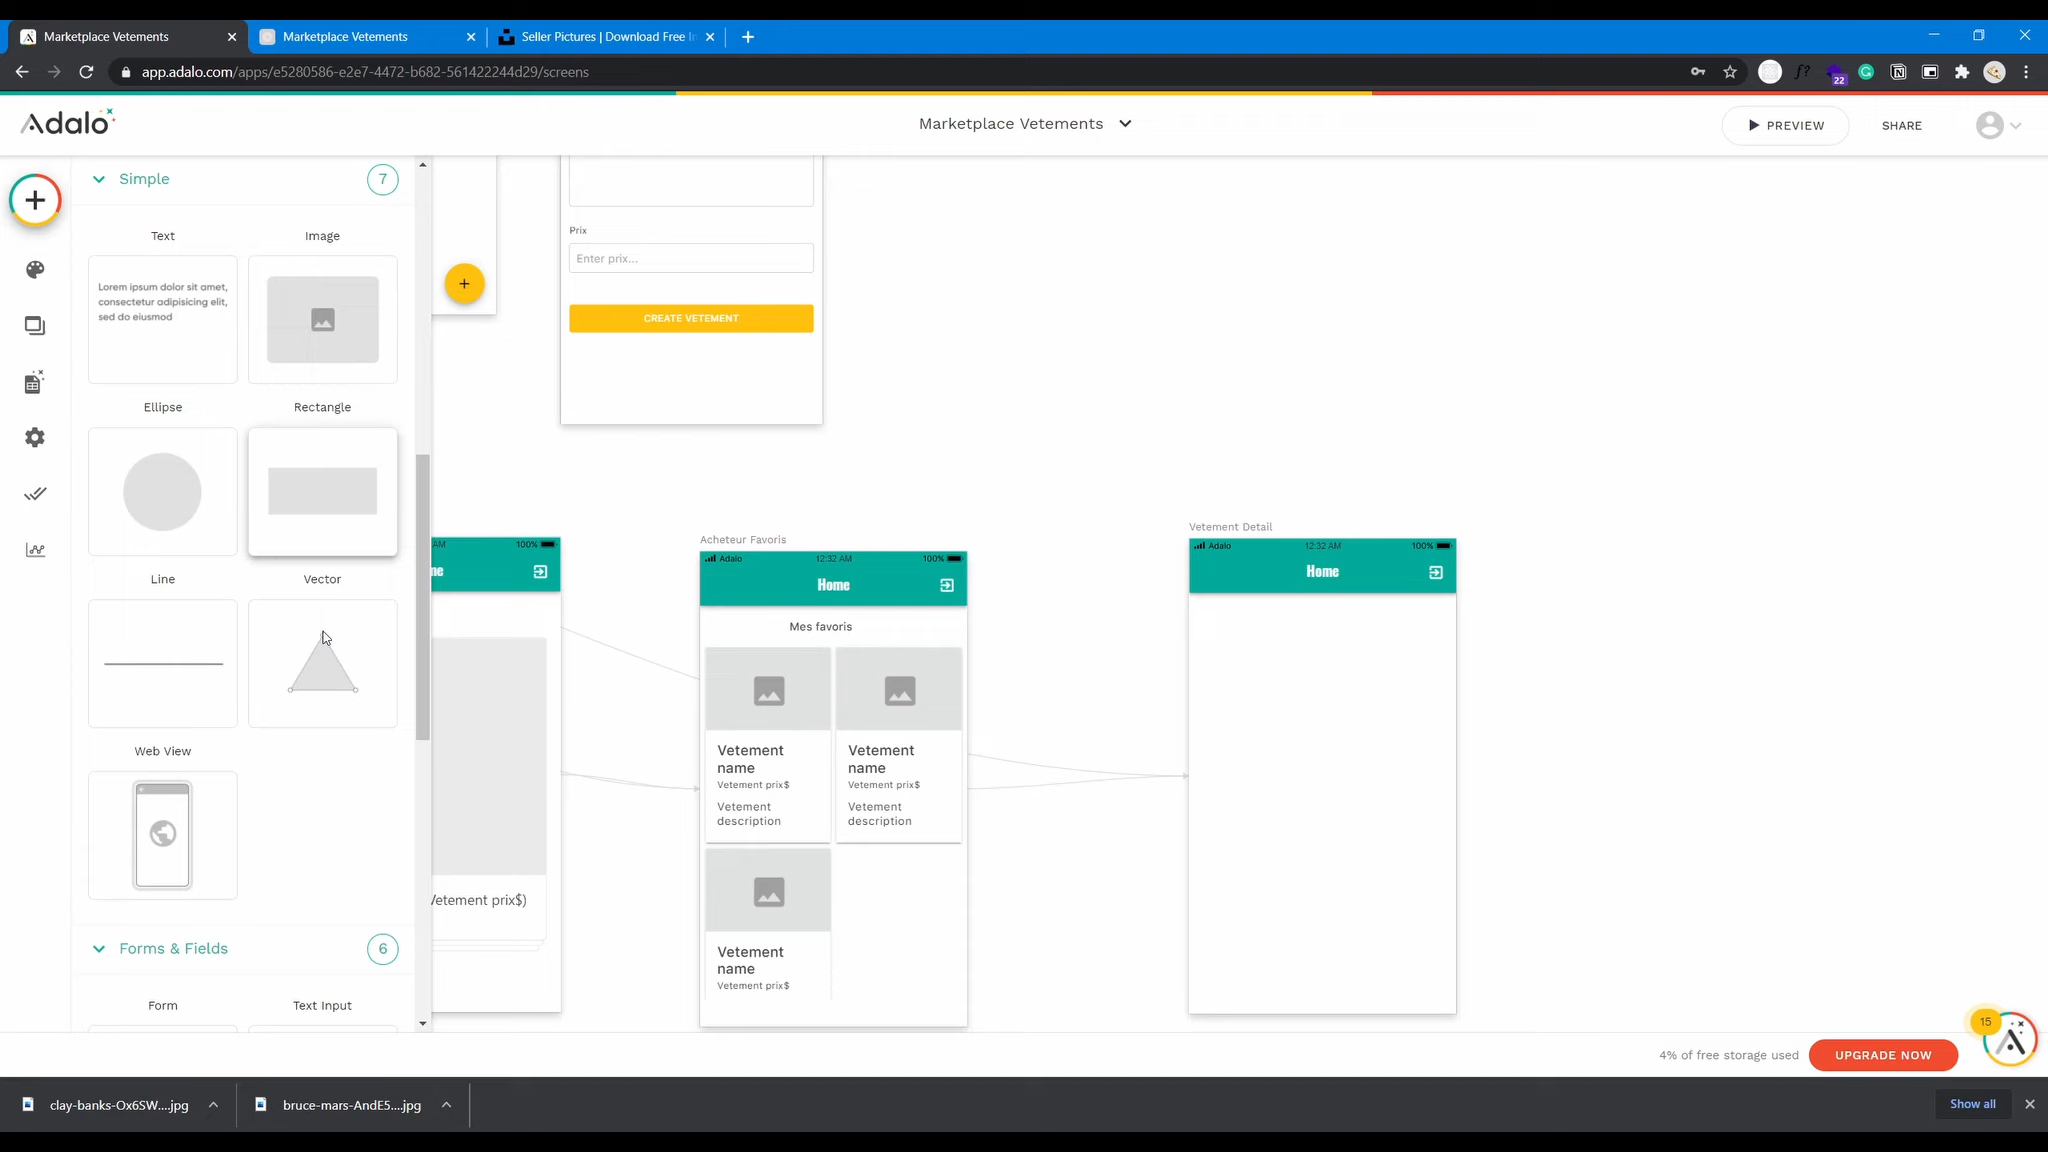 Marketplace Vetements
Marketplace Vetements
Seller Pictures | Download Free I
app.adalo.com/apps/e5280586-e2e7-4472-b682-561422244d29/screens
f?
22
Adalo
Marketplace Vetements
PREVIEW
SHARE
Simple
7
Text
Image
Lorem ipsum dolor sit amet,
consectetur adipisicing elit,
sed do eiusmod
Ellipse
Rectangle
Line
Vector
Web View
Forms & Fields
6
Form
Text Input
Prix
Enter prix...
CREATE VETEMENT
AM
100%
ne
Vetement prix$)
Acheteur Favoris
Adalo
12:32 AM
100%
Home
Mes favoris
Vetement
name
Vetement prix$
Vetement
description
Vetement
name
Vetement prix$
Vetement
description
Vetement
name
Vetement prix$
Vetement Detail
Adalo
12:32 AM
100%
Home
15
4% of free storage used
UPGRADE NOW
clay-banks-Ox6SW....jpg
bruce-mars-AndE5....jpg
Show all